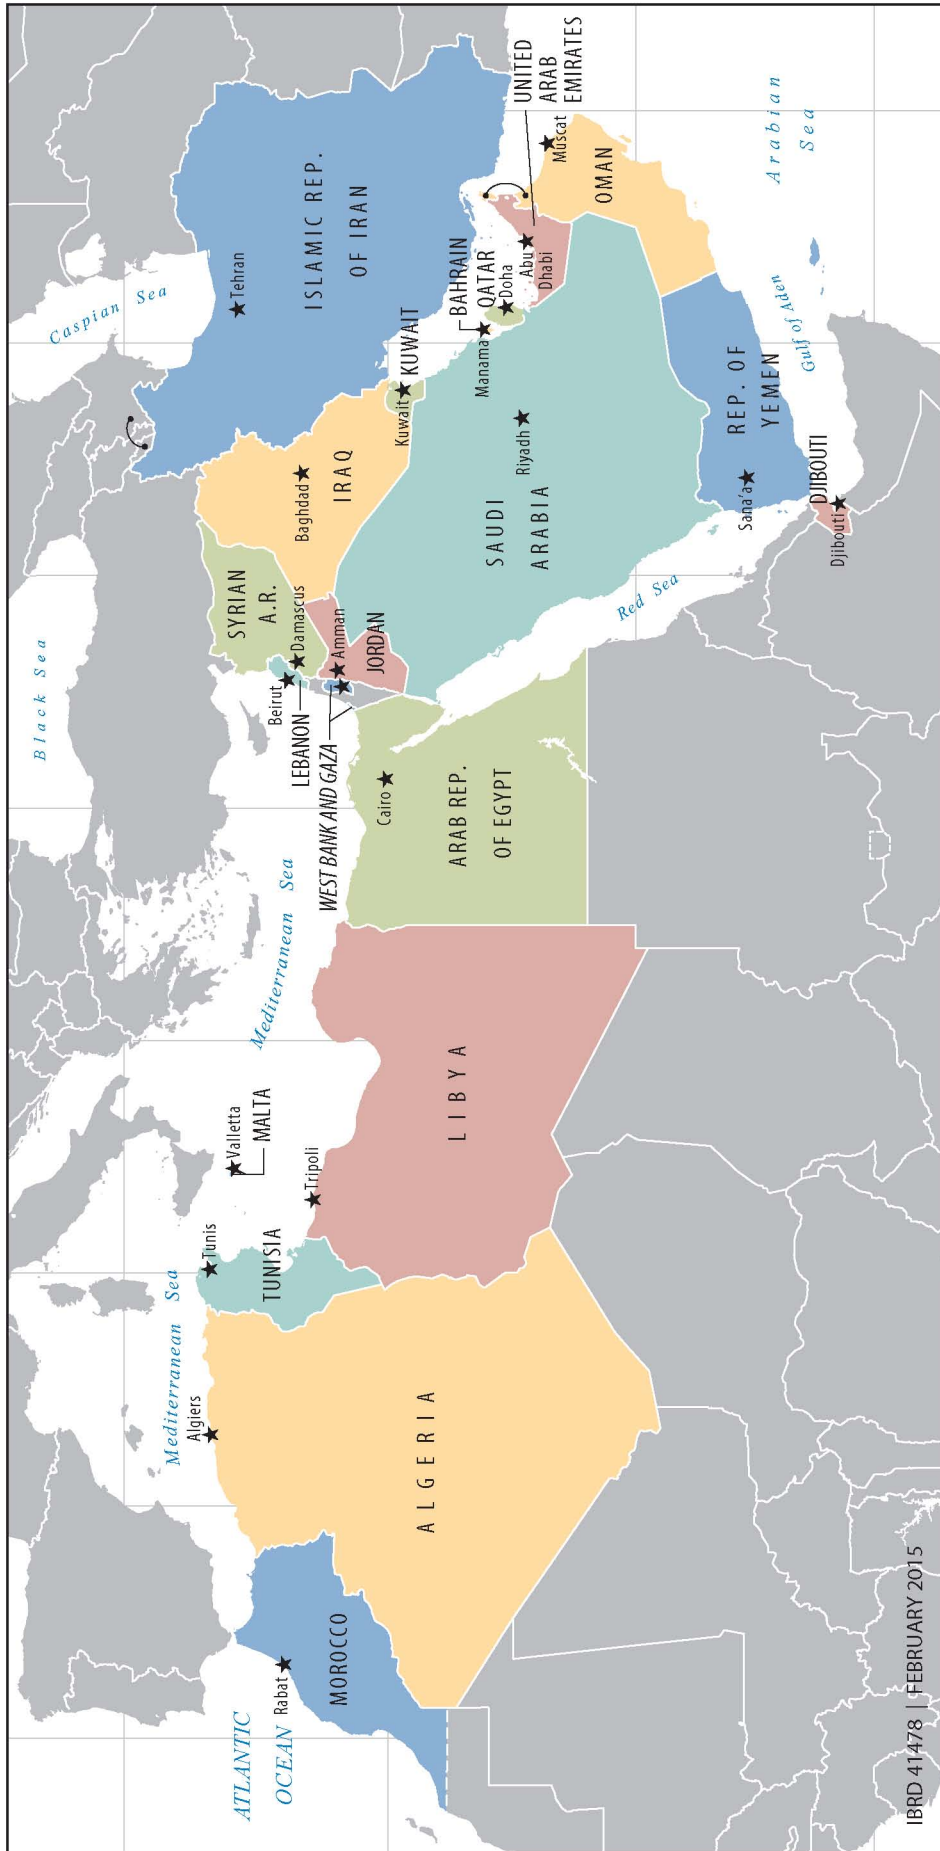 Black Sea
Caspian Sea
Tehran
ISLAMIC REP.
OF IRAN
ATLANTIC
OCEAN
Rabat
MOROCCO
Mediterranean Sea
Algiers
ALGERIA
Tunis
TUNISIA
Valletta
MALTA
Tripoli
LIBYA
Mediterranean Sea
Cairo
ARAB REP.
OF EGYPT
Beirut
LEBANON
WEST BANK AND GAZA
SYRIAN
A.R.
Damascus
Amman
JORDAN
Baghdad
IRAQ
Kuwait
KUWAIT
Manama
BAHRAIN
QATAR
Doha
Abu
Dhabi
UNITED
ARAB
EMIRATES
Muscat
OMAN
Riyadh
SAUDI
ARABIA
Red Sea
Sana'a
REP. OF
YEMEN
Gulf of Aden
Arabian
Sea
DJIBOUTI
Djibouti
IBRD 41478 | FEBRUARY 2015